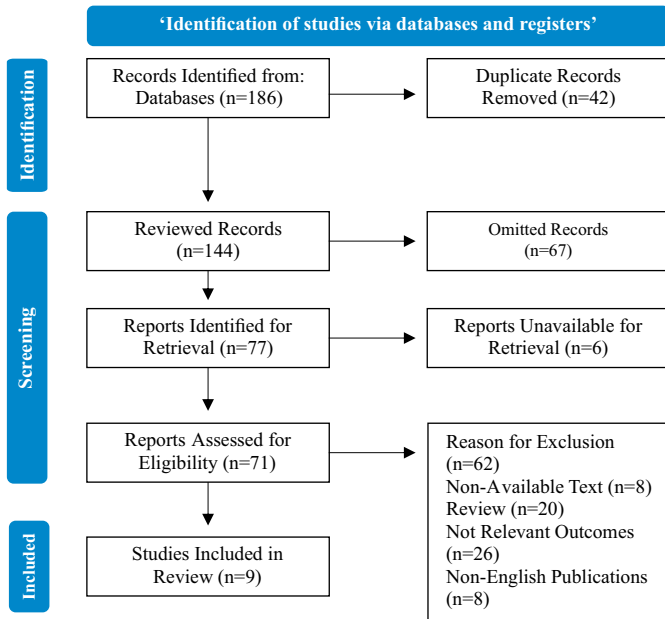 ‘Identification of studies via databases and registers’
Identification
Records Identified from:
Databases (n=186)
Duplicate Records
Removed (n=42)
Screening
Reviewed Records
(n=144)
Omitted Records
(n=67)
Reports Identified for
Retrieval (n=77)
Reports Unavailable for
Retrieval (n=6)
Reports Assessed for
Eligibility (n=71)
Reason for Exclusion
(n=62)
Non-Available Text (n=8)
Review (n=20)
Not Relevant Outcomes
(n=26)
Non-English Publications
(n=8)
Included
Studies Included in
Review (n=9)